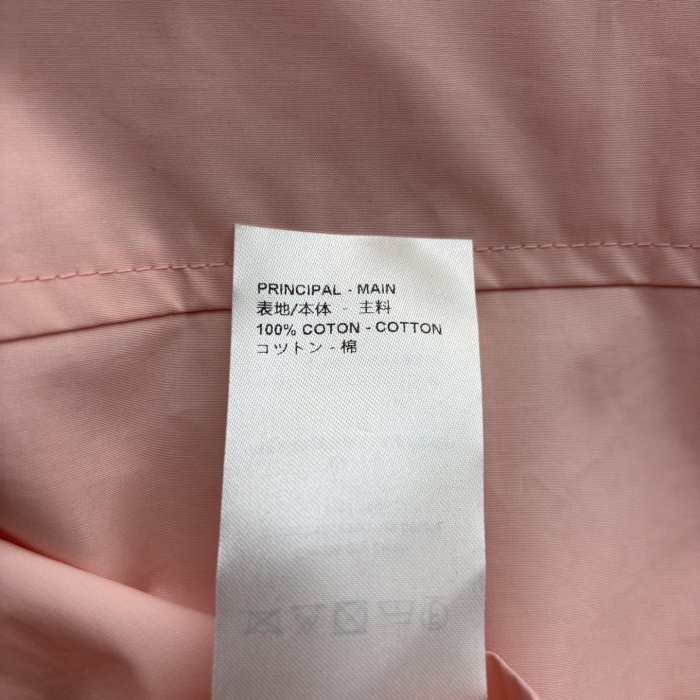 PRINCIPAL - MAIN
表地/本体 - 主料
100% COTON - COTTON
コットン - 棉